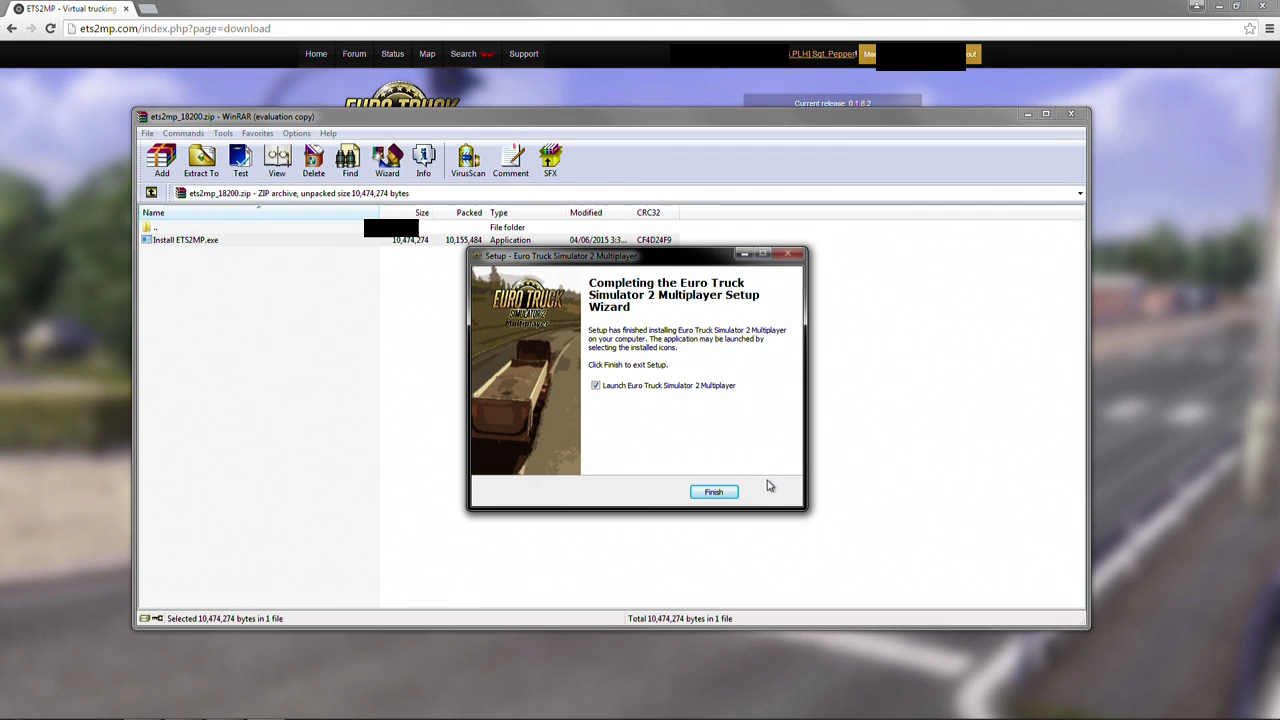 ETS2MP - Virtual trucking
ets2mp.com/index.php?page=download
Home Forum Status Map Search Support
.PLH] Sgt. Pepper!
Current release: 0.1.8.2
EURO TRUCK
ets2mp_18200.zip - WinRAR (evaluation copy)
File Commands Tools Favorites Options Help
Add Extract To Test View Delete Find Wizard Info VirusScan Comment SFX
ets2mp_18200.zip - ZIP archive, unpacked size 10,474,274 bytes
Name Size Packed Type Modified CRC32
.. File folder
Install ETS2MP.exe 10,474,274 10,155,484 Application 04/06/2015 3:3... CF4D24F9
Setup - Euro Truck Simulator 2 Multiplayer
EURO TRUCK
SIMULATOR 2
Multiplayer
Completing the Euro Truck
Simulator 2 Multiplayer Setup
Wizard
Setup has finished installing Euro Truck Simulator 2 Multiplayer
on your computer. The application may be launched by
selecting the installed icons.
Click Finish to exit Setup.
Launch Euro Truck Simulator 2 Multiplayer
Finish
Selected 10,474,274 bytes in 1 file
Total 10,474,274 bytes in 1 file